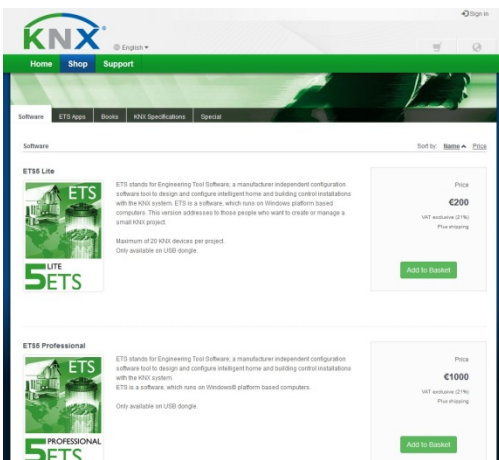 Sign in
KNX®
English
Home Shop Support
Software ETS Apps Books KNX Specifications Special
Software Sort by: Name Price
ETS5 Lite
ETS stands for Engineering Tool Software; a manufacturer independent configuration
software tool to design and configure intelligent home and building control installations
with the KNX system. ETS is a software, which runs on Windows platform based
computers. This version addresses to those people who want to create or manage a
small KNX project.
Maximum of 20 KNX devices per project.
Only available on USB dongle.
ETS
LITE
5ETS
Price
€200
VAT exclusive (21%)
Plus shipping
Add to Basket
ETS5 Professional
ETS stands for Engineering Tool Software; a manufacturer independent configuration
software tool to design and configure intelligent home and building control installations
with the KNX system.
ETS is a software, which runs on Windows® platform based computers.
Only available on USB dongle.
ETS
PROFESSIONAL
5ETS
Price
€1000
VAT exclusive (21%)
Plus shipping
Add to Basket